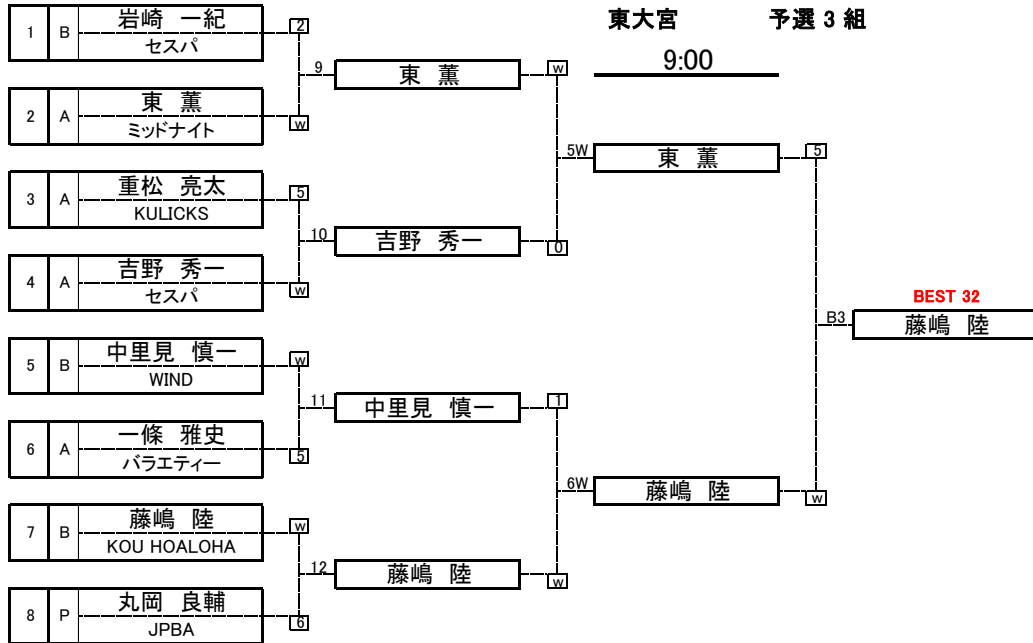 東大宮 予選 3 組
9:00
1 B 岩崎 一紀 2
セスパ
9 東 薫 w
2 A 東 薫 w
ミッドナイト
5W 東 薫 5
3 A 重松 亮太 5
KULICKS
10 吉野 秀一 0
4 A 吉野 秀一 w
セスパ
BEST 32
B3 藤嶋 陸
5 B 中里見 慎一 w
WIND
11 中里見 慎一 1
6 A 一條 雅史 5
バラエティー
6W 藤嶋 陸 w
7 B 藤嶋 陸 w
KOU HOALOHA
12 藤嶋 陸 w
8 P 丸岡 良輔 6
JPBA